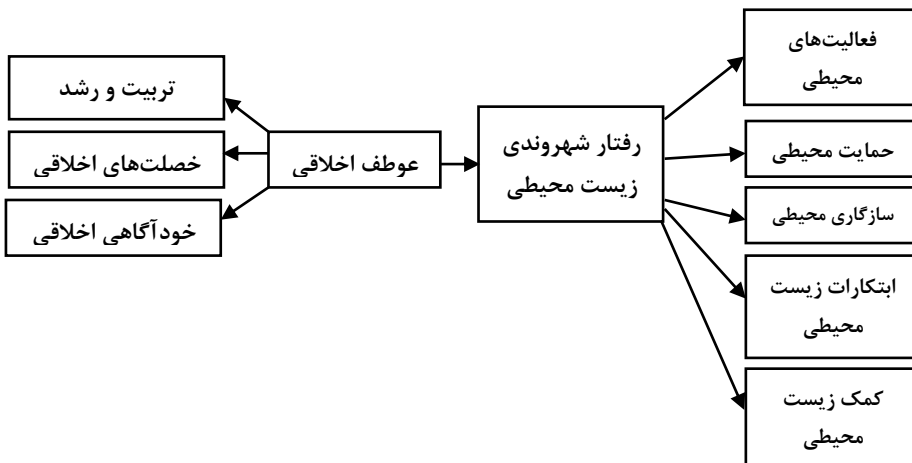 تربیت و رشد
خصلت‌های اخلاقی
خودآگاهی اخلاقی
عوطف اخلاقی
رفتار شهروندی
زیست محیطی
فعالیت‌های
محیطی
حمایت محیطی
سازگاری محیطی
ابتکارات زیست
محیطی
کمک زیست
محیطی